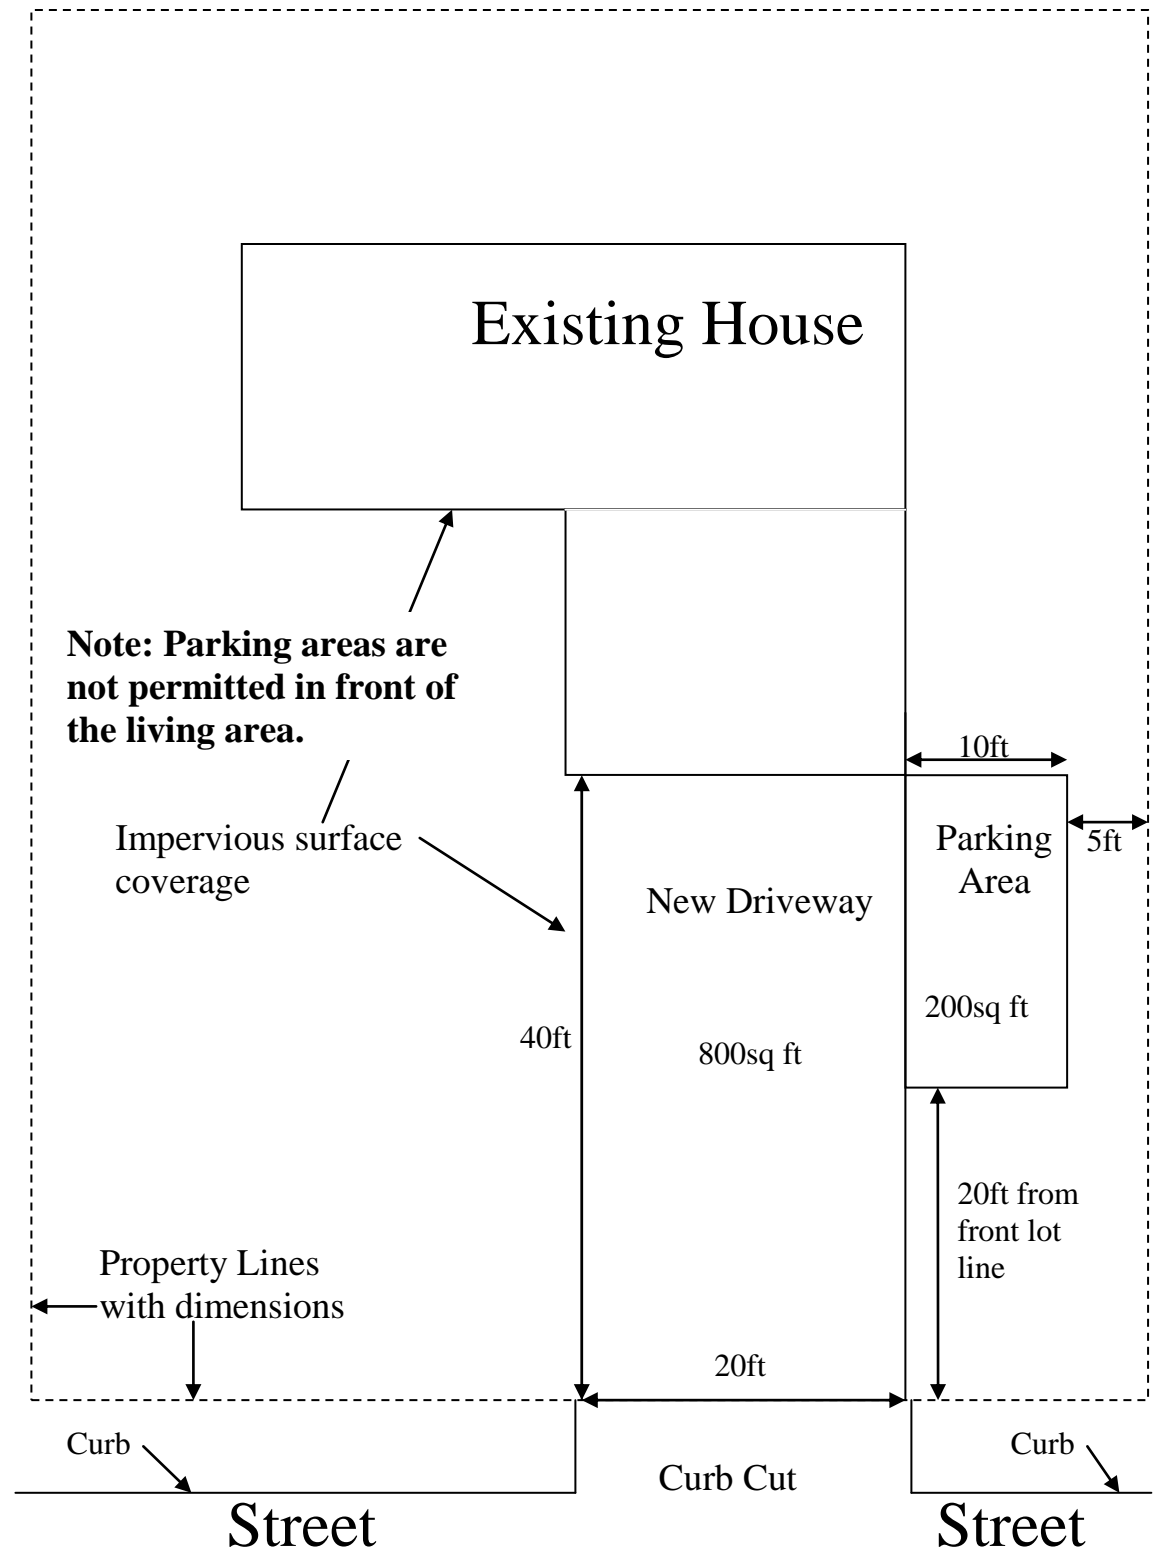 Existing House
Note: Parking areas are
not permitted in front of
the living area.
10ft
Impervious surface
coverage
Parking
Area
5ft
New Driveway
200sq ft
40ft
800sq ft
20ft from
front lot
line
Property Lines
with dimensions
20ft
Curb
Curb
Curb Cut
Street
Street